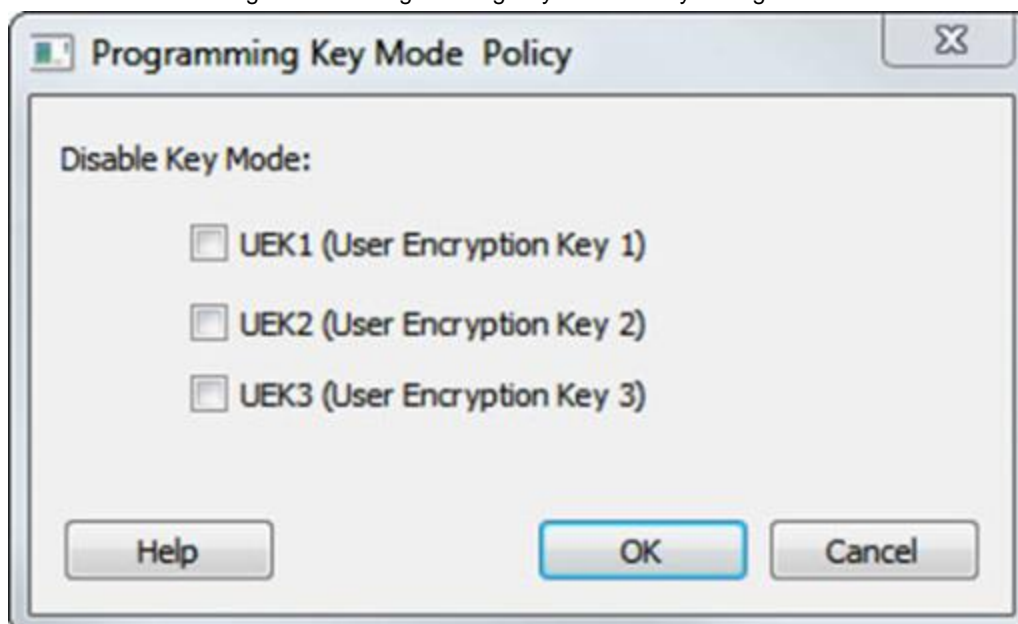 Programming Key Mode Policy
Disable Key Mode:
UEK1 (User Encryption Key 1)
UEK2 (User Encryption Key 2)
UEK3 (User Encryption Key 3)
Help OK Cancel